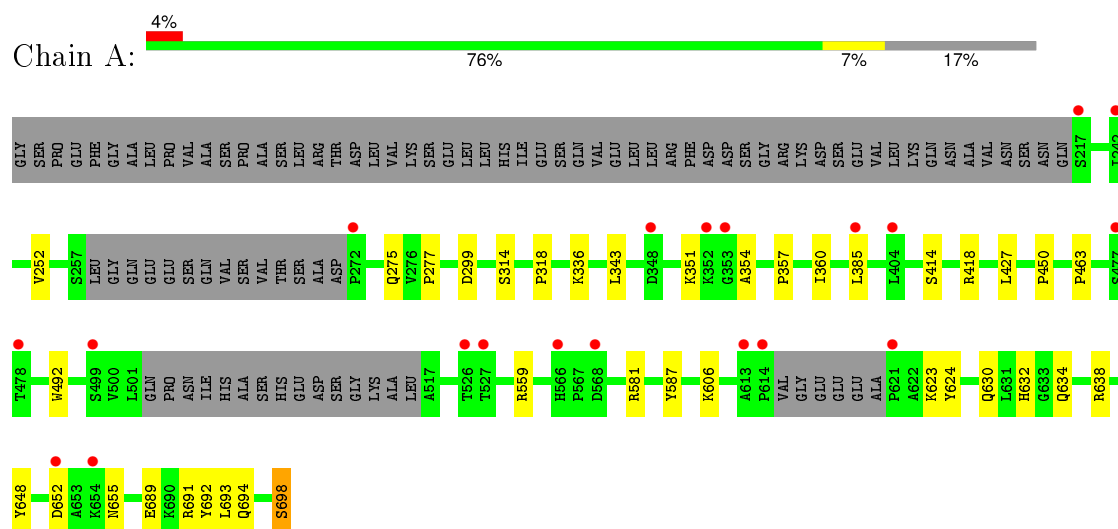 4%
Chain A:
76% 7% 17%
GLY SER PRO GLU PHE GLY ALA LEU PRO VAL ALA SER PRO ALA SER LEU ARG THR ASP LEU VAL LYS SER GLU LEU LEU HIS ILE GLU SER GLN VAL GLU LEU LEU ARG PHE ASP ASP SER GLY ARG LYS ASP SER GLU VAL LEU LYS GLN ASN ALA VAL ASN SER ASN GLN S217 I242
V252 S257 LEU GLY GLN GLU GLU SER GLN VAL SER VAL THR SER ALA ASP P272 Q275 V276 P277 D299 S314 P318 K336 L343 D348 K351 K352 G353 A354 P357 I360 L385 L404 S414 R418 L427 P450 P463 S477
T478 W492 S499 V500 L501 GLN PRO ASN ILE HIS ALA SER HIS GLU ASP SER GLY LYS ALA LEU A517 T526 T527 R559 H566 P567 D568 R581 Y587 K606 A613 P614 VAL GLY GLU GLU GLU ALA P621 A622 K623 Y624 Q630 L631 H632 G633 Q634 R638
Y648 D652 A653 K654 N655 E689 K690 R691 Y692 L693 Q694 S698